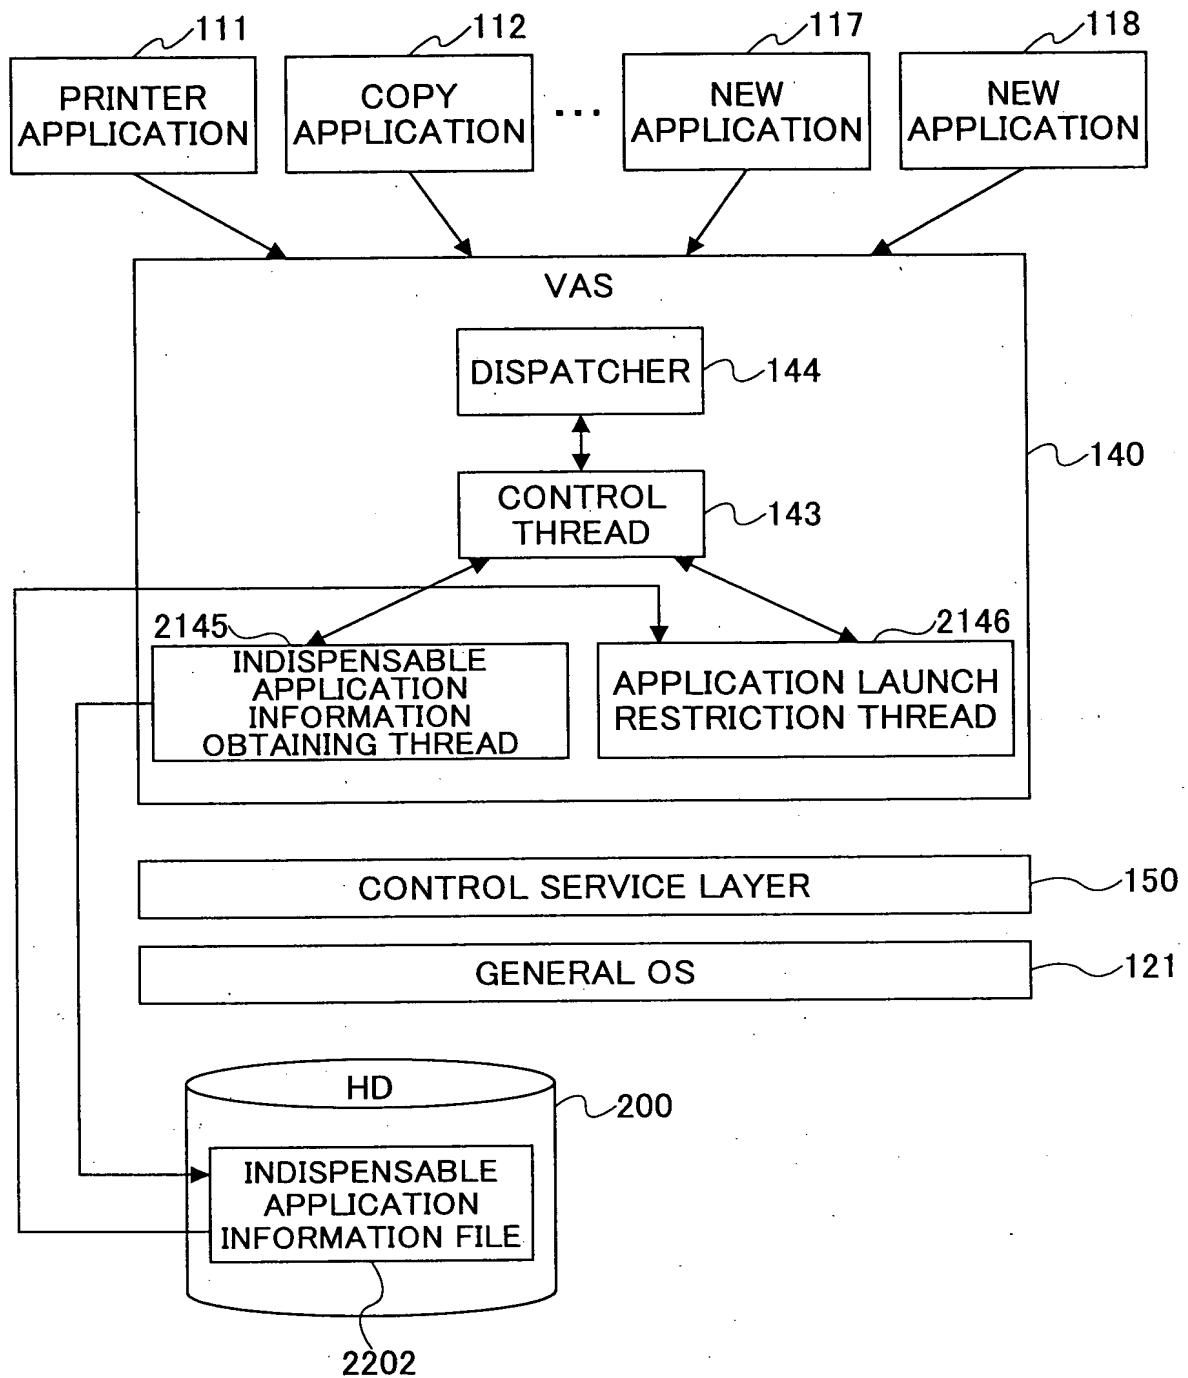 111
112
117
118
PRINTER
APPLICATION
COPY
APPLICATION
...
NEW
APPLICATION
NEW
APPLICATION
VAS
DISPATCHER
144
140
CONTROL
THREAD
143
2145
2146
INDISPENSABLE
APPLICATION
INFORMATION
OBTAINING THREAD
APPLICATION LAUNCH
RESTRICTION THREAD
CONTROL SERVICE LAYER
150
GENERAL OS
121
HD
200
INDISPENSABLE
APPLICATION
INFORMATION FILE
2202